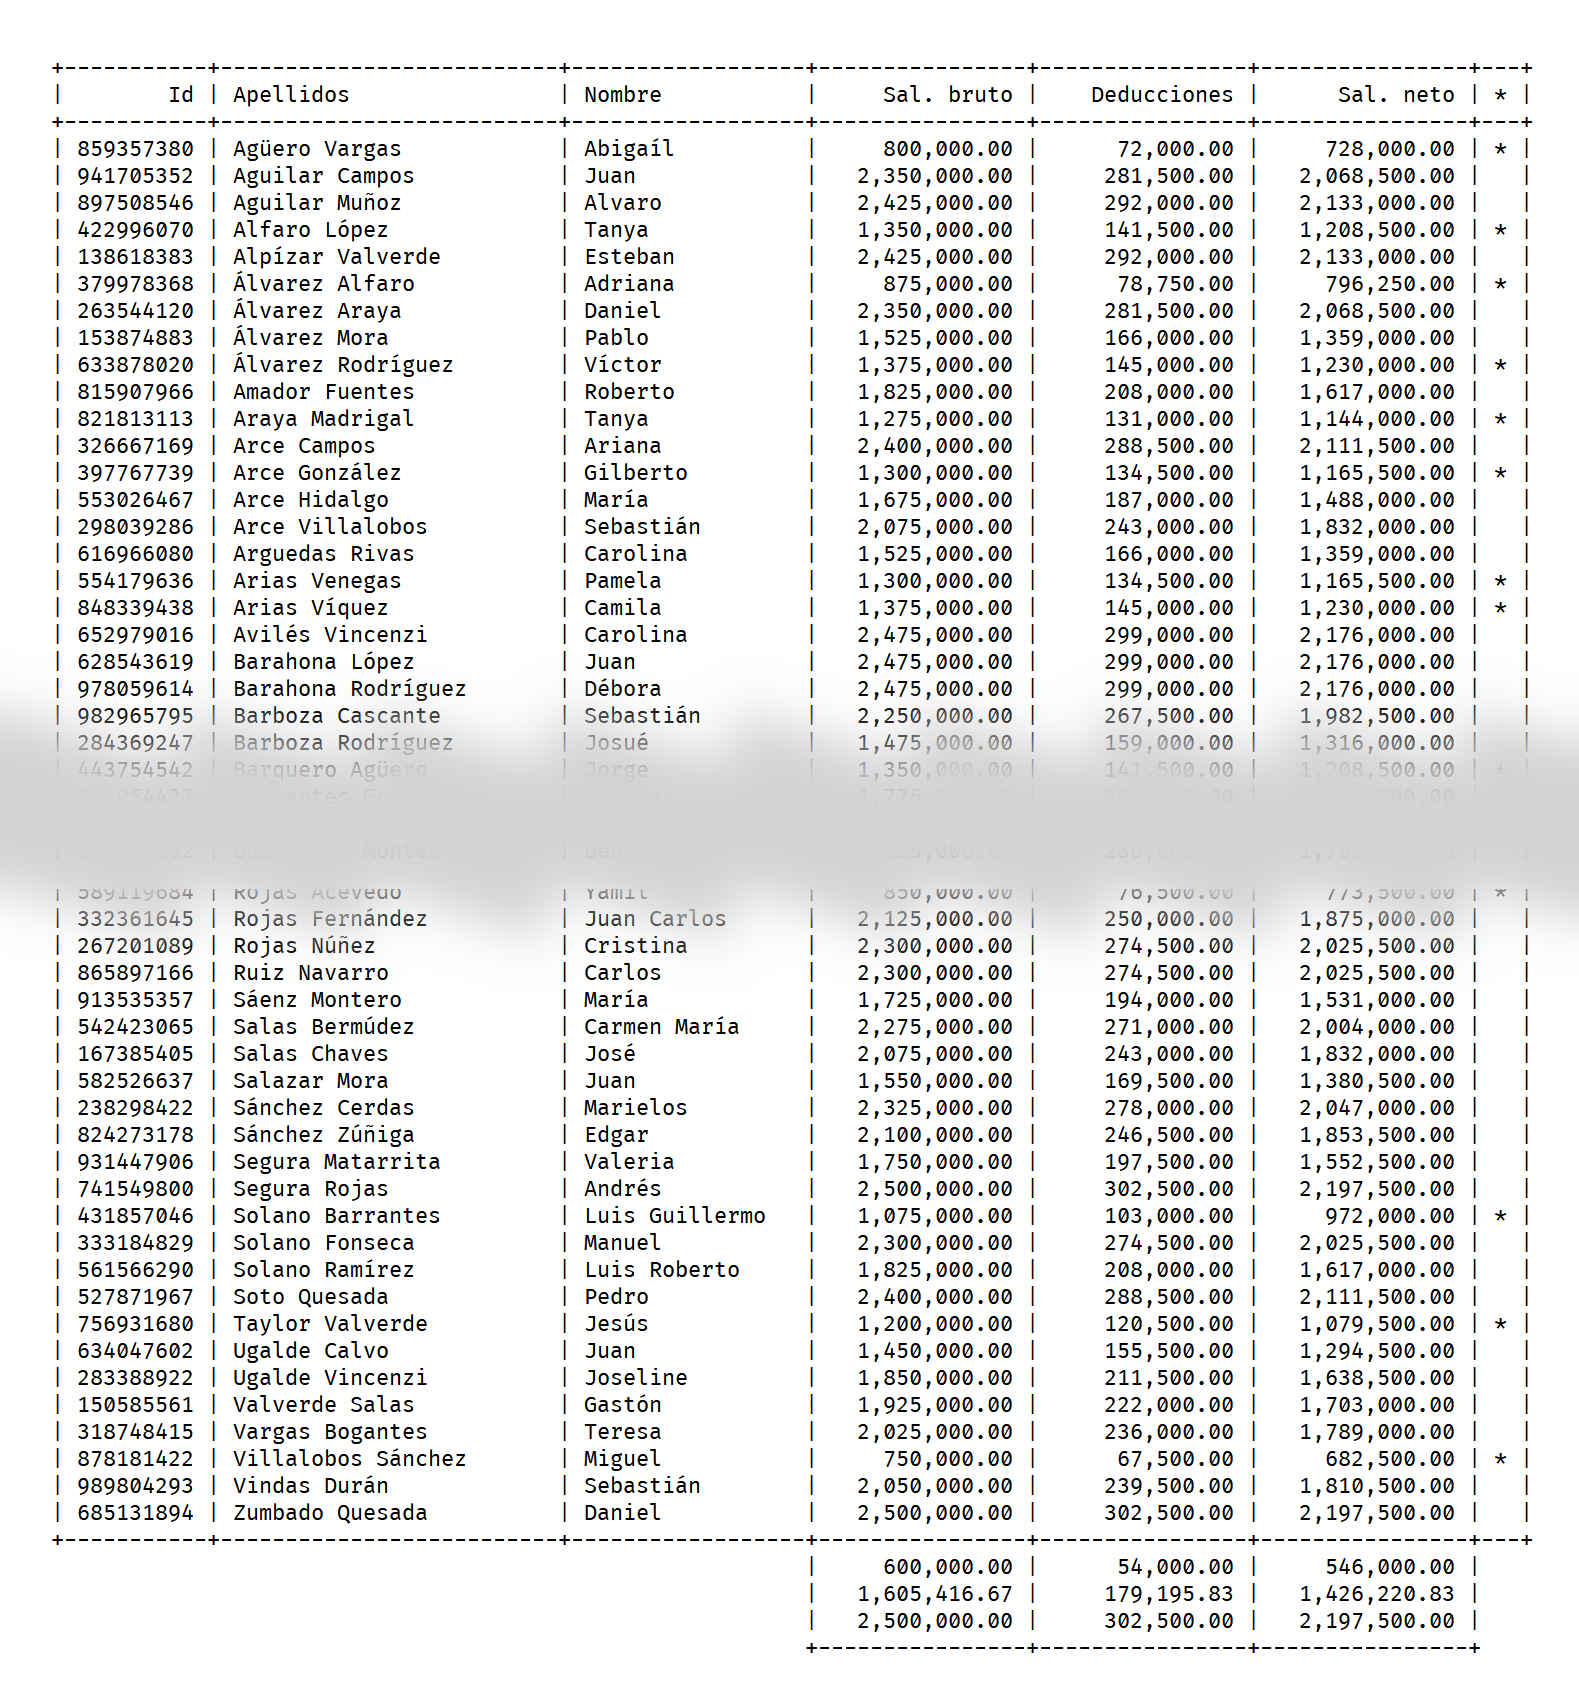 +-----------+--------------------------+------------------+----------------+----------------+----------------+---+
|        Id | Apellidos                | Nombre           |     Sal. bruto |    Deducciones |      Sal. neto | * |
+-----------+--------------------------+------------------+----------------+----------------+----------------+---+
| 859357380 | Agüero Vargas            | Abigaíl          |     800,000.00 |      72,000.00 |     728,000.00 | * |
| 941705352 | Aguilar Campos           | Juan             |   2,350,000.00 |     281,500.00 |   2,068,500.00 |   |
| 897508546 | Aguilar Muñoz            | Alvaro           |   2,425,000.00 |     292,000.00 |   2,133,000.00 |   |
| 422996070 | Alfaro López             | Tanya            |   1,350,000.00 |     141,500.00 |   1,208,500.00 | * |
| 138618383 | Alpízar Valverde         | Esteban          |   2,425,000.00 |     292,000.00 |   2,133,000.00 |   |
| 379978368 | Álvarez Alfaro           | Adriana          |     875,000.00 |      78,750.00 |     796,250.00 | * |
| 263544120 | Álvarez Araya            | Daniel           |   2,350,000.00 |     281,500.00 |   2,068,500.00 |   |
| 153874883 | Álvarez Mora             | Pablo            |   1,525,000.00 |     166,000.00 |   1,359,000.00 |   |
| 633878020 | Álvarez Rodríguez        | Víctor           |   1,375,000.00 |     145,000.00 |   1,230,000.00 | * |
| 815907966 | Amador Fuentes           | Roberto          |   1,825,000.00 |     208,000.00 |   1,617,000.00 |   |
| 821813113 | Araya Madrigal           | Tanya            |   1,275,000.00 |     131,000.00 |   1,144,000.00 | * |
| 326667169 | Arce Campos              | Ariana           |   2,400,000.00 |     288,500.00 |   2,111,500.00 |   |
| 397767739 | Arce González            | Gilberto         |   1,300,000.00 |     134,500.00 |   1,165,500.00 | * |
| 553026467 | Arce Hidalgo             | María            |   1,675,000.00 |     187,000.00 |   1,488,000.00 |   |
| 298039286 | Arce Villalobos          | Sebastián        |   2,075,000.00 |     243,000.00 |   1,832,000.00 |   |
| 616966080 | Arguedas Rivas           | Carolina         |   1,525,000.00 |     166,000.00 |   1,359,000.00 |   |
| 554179636 | Arias Venegas            | Pamela           |   1,300,000.00 |     134,500.00 |   1,165,500.00 | * |
| 848339438 | Arias Víquez             | Camila           |   1,375,000.00 |     145,000.00 |   1,230,000.00 | * |
| 652979016 | Avilés Vincenzi          | Carolina         |   2,475,000.00 |     299,000.00 |   2,176,000.00 |   |
| 628543619 | Barahona López           | Juan             |   2,475,000.00 |     299,000.00 |   2,176,000.00 |   |
| 978059614 | Barahona Rodríguez       | Débora           |   2,475,000.00 |     299,000.00 |   2,176,000.00 |   |
| 982965795 | Barboza Cascante         | Sebastián        |   2,250,000.00 |     267,500.00 |   1,982,500.00 |   |
| 284369247 | Barboza Rodríguez        | Josué            |   1,475,000.00 |     159,000.00 |   1,316,000.00 |   |
| 443754542 | Barquero Agüero          | Jorge            |   1,350,000.00 |     141,500.00 |   1,208,500.00 | * |
| 589119684 | Rojas Acevedo            | Yamil            |     850,000.00 |      76,500.00 |     773,500.00 | * |
| 332361645 | Rojas Fernández          | Juan Carlos      |   2,125,000.00 |     250,000.00 |   1,875,000.00 |   |
| 267201089 | Rojas Núñez              | Cristina         |   2,300,000.00 |     274,500.00 |   2,025,500.00 |   |
| 865897166 | Ruiz Navarro             | Carlos           |   2,300,000.00 |     274,500.00 |   2,025,500.00 |   |
| 913535357 | Sáenz Montero            | María            |   1,725,000.00 |     194,000.00 |   1,531,000.00 |   |
| 542423065 | Salas Bermúdez           | Carmen María     |   2,275,000.00 |     271,000.00 |   2,004,000.00 |   |
| 167385405 | Salas Chaves             | José             |   2,075,000.00 |     243,000.00 |   1,832,000.00 |   |
| 582526637 | Salazar Mora             | Juan             |   1,550,000.00 |     169,500.00 |   1,380,500.00 |   |
| 238298422 | Sánchez Cerdas           | Marielos         |   2,325,000.00 |     278,000.00 |   2,047,000.00 |   |
| 824273178 | Sánchez Zúñiga           | Edgar            |   2,100,000.00 |     246,500.00 |   1,853,500.00 |   |
| 931447906 | Segura Matarrita         | Valeria          |   1,750,000.00 |     197,500.00 |   1,552,500.00 |   |
| 741549800 | Segura Rojas             | Andrés           |   2,500,000.00 |     302,500.00 |   2,197,500.00 |   |
| 431857046 | Solano Barrantes         | Luis Guillermo   |   1,075,000.00 |     103,000.00 |     972,000.00 | * |
| 333184829 | Solano Fonseca           | Manuel           |   2,300,000.00 |     274,500.00 |   2,025,500.00 |   |
| 561566290 | Solano Ramírez           | Luis Roberto     |   1,825,000.00 |     208,000.00 |   1,617,000.00 |   |
| 527871967 | Soto Quesada             | Pedro            |   2,400,000.00 |     288,500.00 |   2,111,500.00 |   |
| 756931680 | Taylor Valverde          | Jesús            |   1,200,000.00 |     120,500.00 |   1,079,500.00 | * |
| 634047602 | Ugalde Calvo             | Juan             |   1,450,000.00 |     155,500.00 |   1,294,500.00 |   |
| 283388922 | Ugalde Vincenzi          | Joseline         |   1,850,000.00 |     211,500.00 |   1,638,500.00 |   |
| 150585561 | Valverde Salas           | Gastón           |   1,925,000.00 |     222,000.00 |   1,703,000.00 |   |
| 318748415 | Vargas Bogantes          | Teresa           |   2,025,000.00 |     236,000.00 |   1,789,000.00 |   |
| 878181422 | Villalobos Sánchez       | Miguel           |     750,000.00 |      67,500.00 |     682,500.00 | * |
| 989804293 | Vindas Durán             | Sebastián        |   2,050,000.00 |     239,500.00 |   1,810,500.00 |   |
| 685131894 | Zumbado Quesada          | Daniel           |   2,500,000.00 |     302,500.00 |   2,197,500.00 |   |
+-----------+--------------------------+------------------+----------------+----------------+----------------+---+
|     600,000.00 |      54,000.00 |     546,000.00 |
|   1,605,416.67 |     179,195.83 |   1,426,220.83 |
|   2,500,000.00 |     302,500.00 |   2,197,500.00 |
+----------------+----------------+----------------+